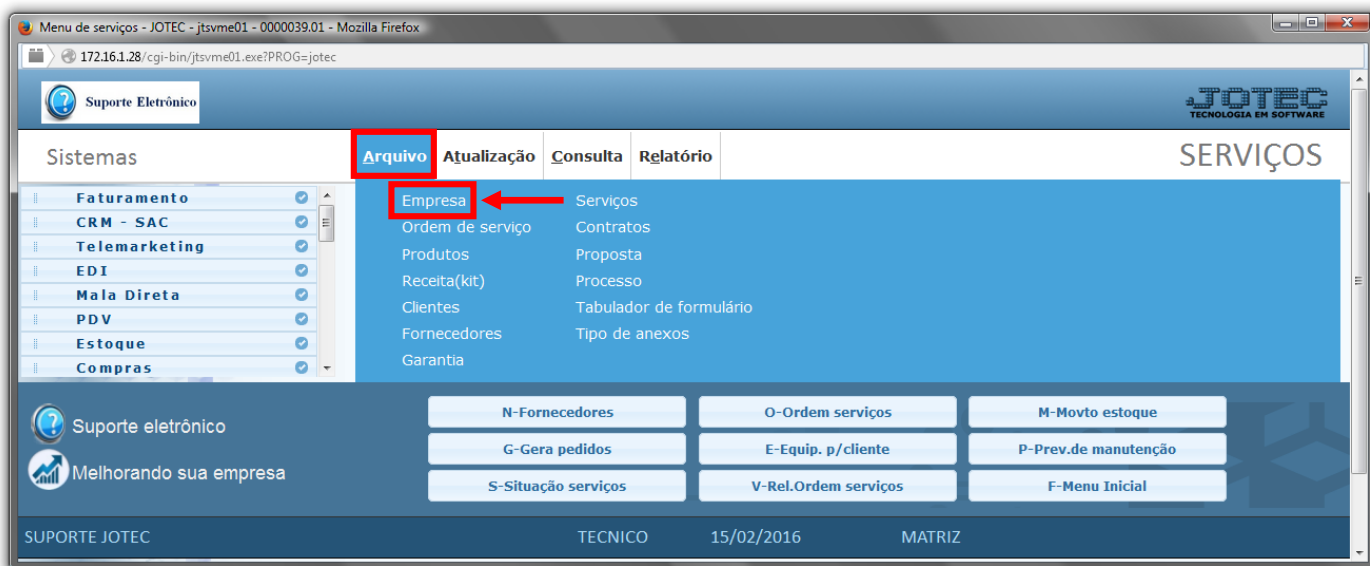 Menu de serviços - JOTEC - jtsvme01 - 0000039.01 - Mozilla Firefox
172.16.1.28/cgi-bin/jtsvme01.exe?PROG=jotec
Suporte Eletrônico
JOTEC
TECNOLOGIA EM SOFTWARE
Sistemas
Arquivo Atualização Consulta Relatório
SERVIÇOS
Faturamento
CRM - SAC
Telemarketing
EDI
Mala Direta
PDV
Estoque
Compras
Empresa Serviços
Ordem de serviço Contratos
Produtos Proposta
Receita(kit) Processo
Clientes Tabulador de formulário
Fornecedores Tipo de anexos
Garantia
Suporte eletrônico
Melhorando sua empresa
N-Fornecedores O-Ordem serviços M-Movto estoque
G-Gera pedidos E-Equip. p/cliente P-Prev.de manutenção
S-Situação serviços V-Rel.Ordem serviços F-Menu Inicial
SUPORTE JOTEC TECNICO 15/02/2016 MATRIZ